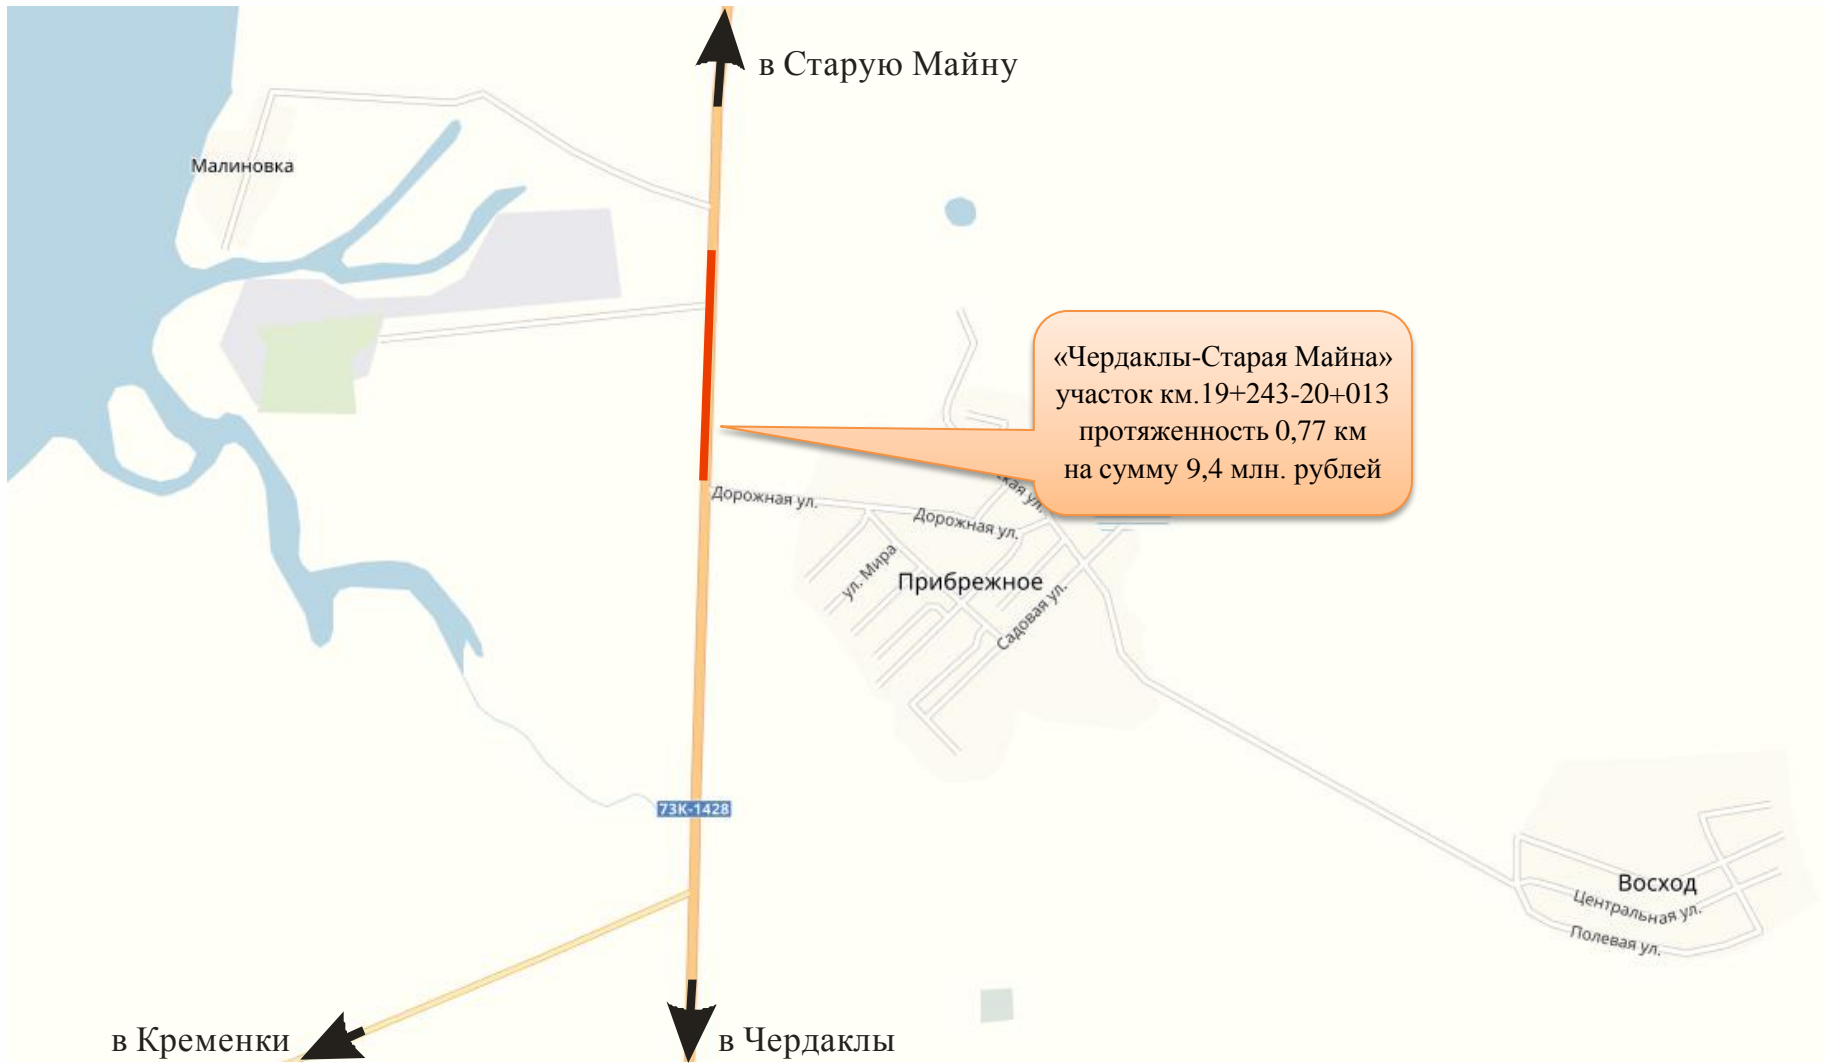 в Старую Майну
Малиновка
«Чердаклы-Старая Майна»
участок км.19+243-20+013
протяженность 0,77 км
на сумму 9,4 млн. рублей
Дорожная ул.
Дорожная ул.
ул.
ул. Мира
Прибрежное
Садовая ул.
73К-1428
Восход
Центральная ул.
Полевая ул.
в Кременки
в Чердаклы